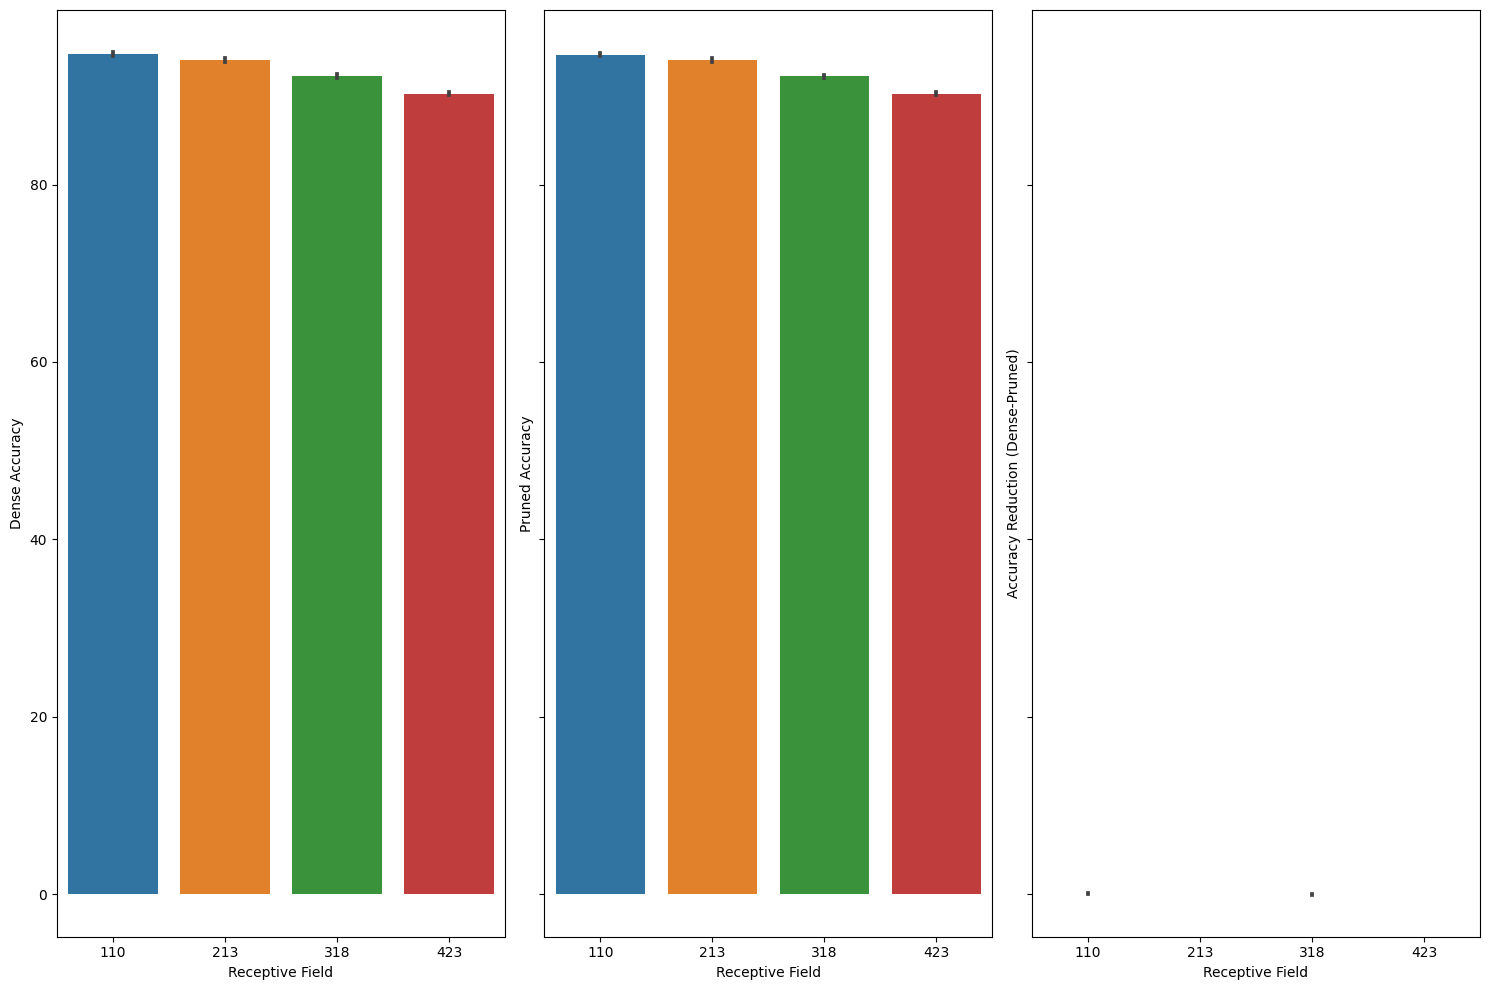 Dense Accuracy
80
60
40
20
0
110 213 318 423
Receptive Field
Pruned Accuracy
110 213 318 423
Receptive Field
Accuracy Reduction (Dense-Pruned)
110 213 318 423
Receptive Field